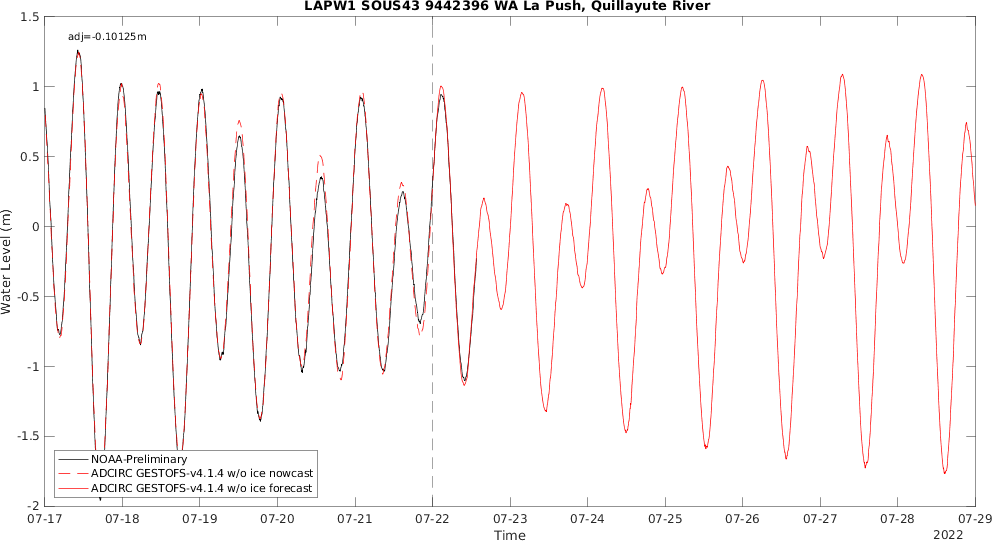 LAPW1 SOUS43 9442396 WA La Push, Quillayute River
adj=-0.10125m
1.5
1
0.5
0
-0.5
-1
-1.5
-2
Water Level (m)
NOAA-Preliminary
ADCIRC GESTOFS-v4.1.4 w/o ice nowcast
ADCIRC GESTOFS-v4.1.4 w/o ice forecast
07-17 07-18 07-19 07-20 07-21 07-22 07-23 07-24 07-25 07-26 07-27 07-28 07-29
Time
2022